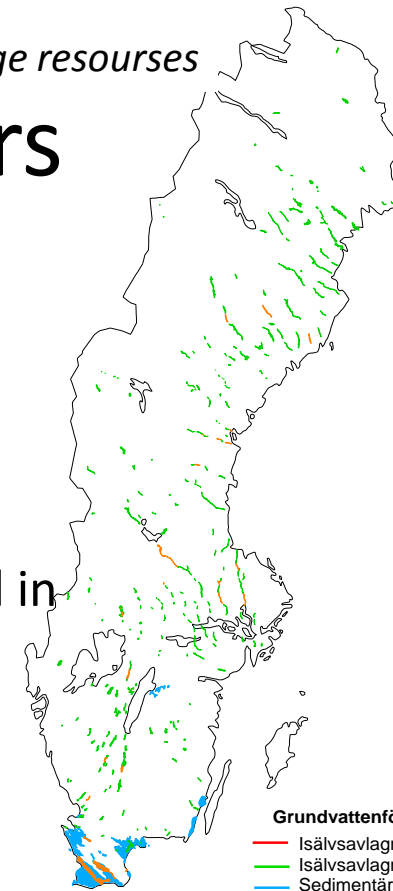 ge resourses
rs
l in
Grundvattenfö
Isälvsavlagr
Isälvsavlagr
Sedimentär